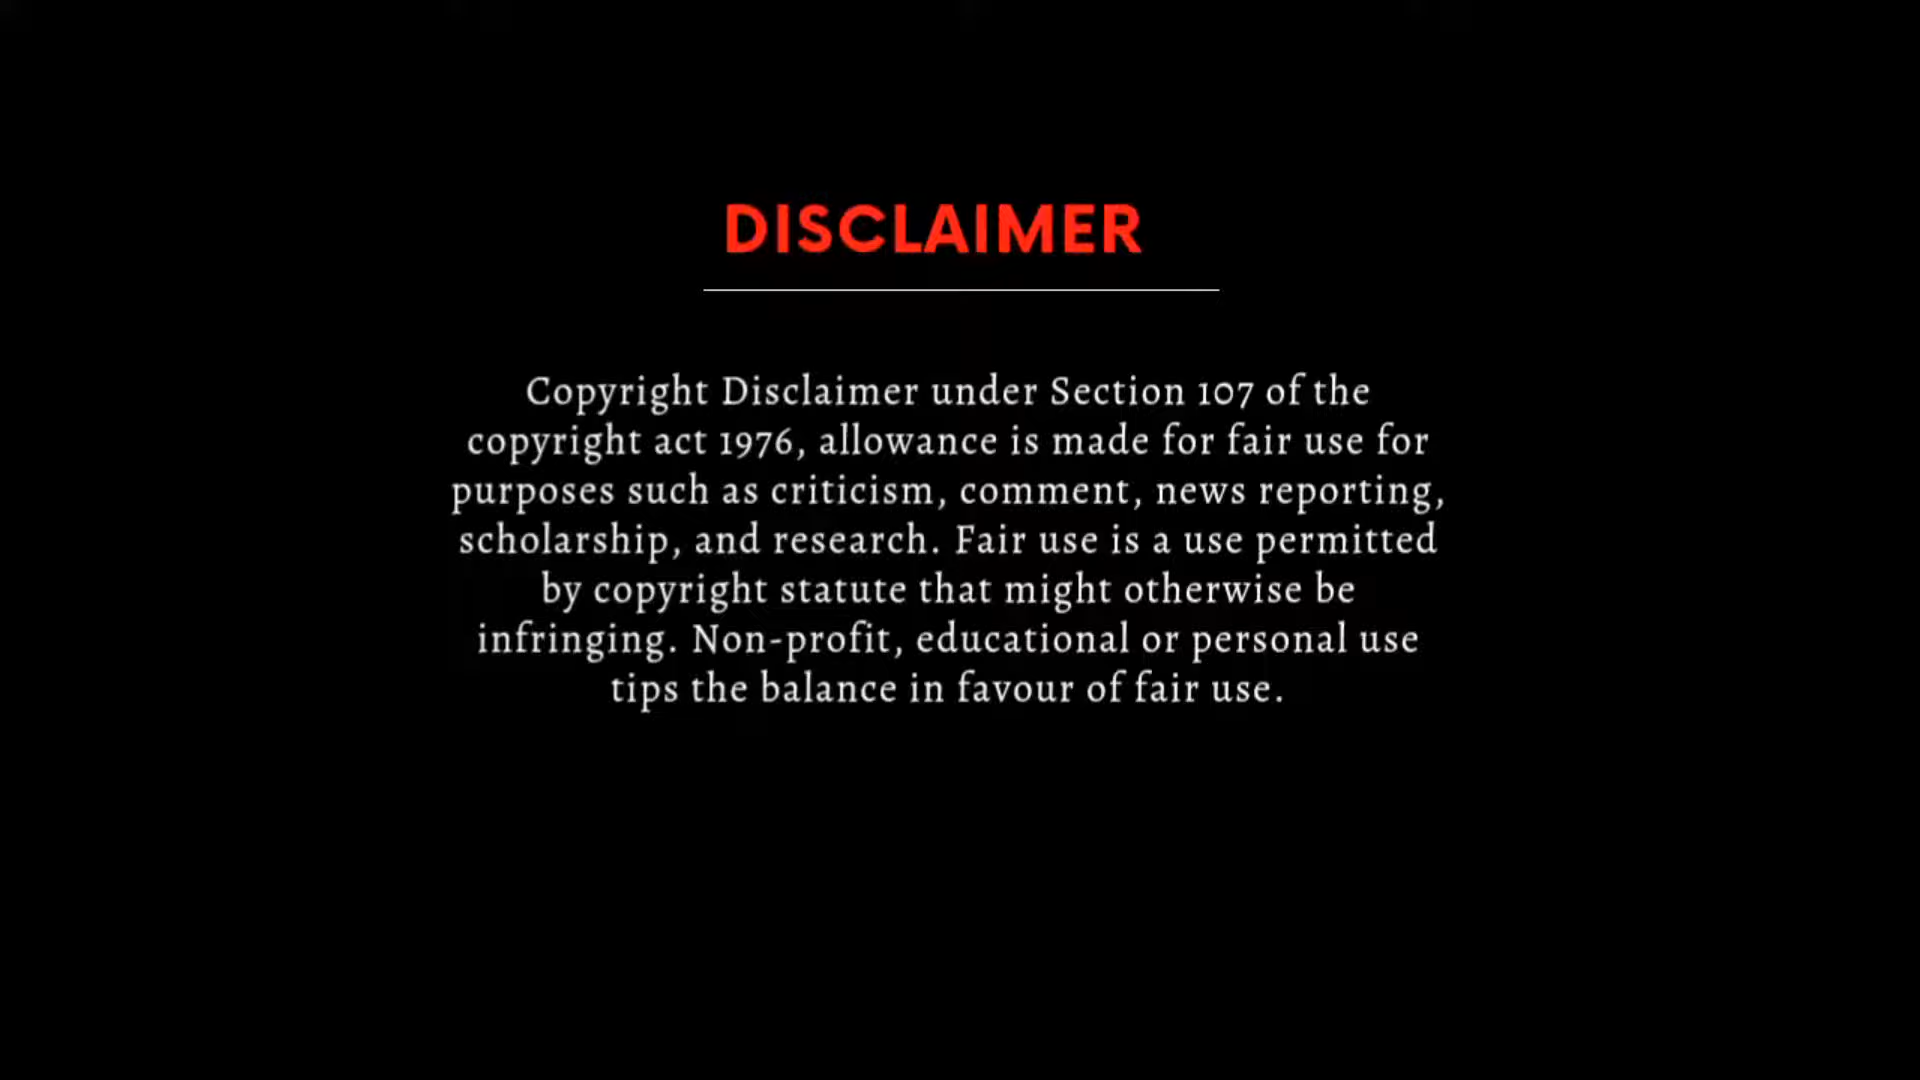 DISCLAIMER
Copyright Disclaimer under Section 107 of the
copyright act 1976, allowance is made for fair use for
purposes such as criticism, comment, news reporting,
scholarship, and research. Fair use is a use permitted
by copyright statute that might otherwise be
infringing. Non-profit, educational or personal use
tips the balance in favour of fair use.